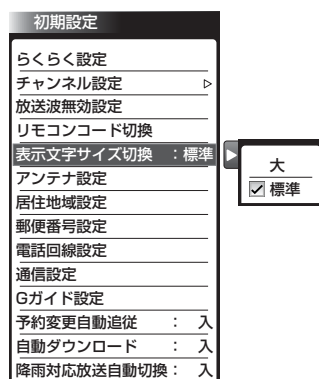 初期設定
らくらく設定
チャンネル設定 ▷
放送波無効設定
リモコンコード切換
表示文字サイズ切換 ：標準
大
標準
アンテナ設定
居住地域設定
郵便番号設定
電話回線設定
通信設定
Gガイド設定
予約変更自動追従 ： 入
自動ダウンロード ： 入
降雨対応放送自動切換： 入